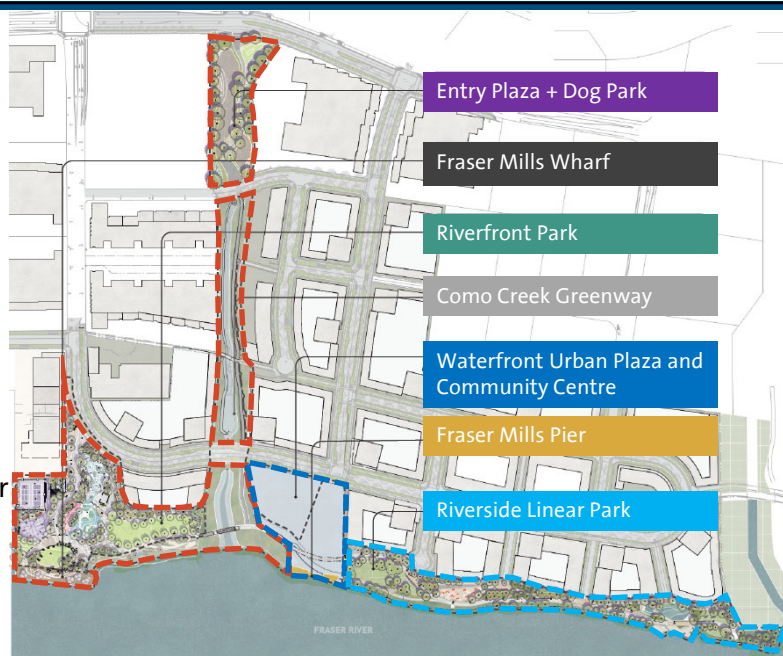 Entry Plaza + Dog Park
Fraser Mills Wharf
Riverfront Park
Como Creek Greenway
Waterfront Urban Plaza and
Community Centre
Fraser Mills Pier
r
Riverside Linear Park
FRASER RIVER